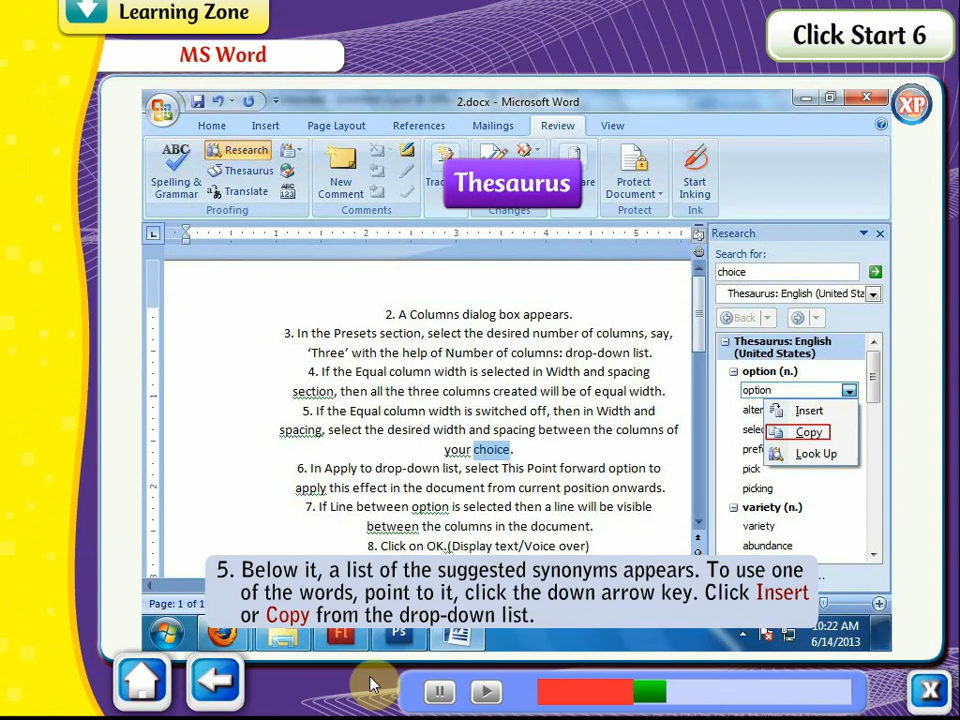 Learning Zone
MS Word
Click Start 6
2.docx - Microsoft Word
XP
Home Insert Page Layout References Mailings Review View
ABC Research
Thesaurus
Translate
Spelling & Grammar
Proofing
New Comment
Comments
Thesaurus
Changes
Protect Document
Protect
Start Inking
Ink
1 2 3 4 5
Research
Search for:
choice
Thesaurus: English (United Sta
Back
Thesaurus: English
(United States)
option (n.)
option
Insert
Copy
Look Up
pick
picking
variety (n.)
variety
abundance
2. A Columns dialog box appears.
3. In the Presets section, select the desired number of columns, say,
‘Three’ with the help of Number of columns: drop-down list.
4. If the Equal column width is selected in Width and spacing
section, then all the three columns created will be of equal width.
5. If the Equal column width is switched off, then in Width and
spacing, select the desired width and spacing between the columns of
your choice.
6. In Apply to drop-down list, select This Point forward option to
apply this effect in the document from current position onwards.
7. If Line between option is selected then a line will be visible
between the columns in the document.
8. Click on OK.(Display text/Voice over)
5. Below it, a list of the suggested synonyms appears. To use one
of the words, point to it, click the down arrow key. Click Insert
or Copy from the drop-down list.
Page: 1 of 1
Fl
Ps
10:22 AM
6/14/2013
X